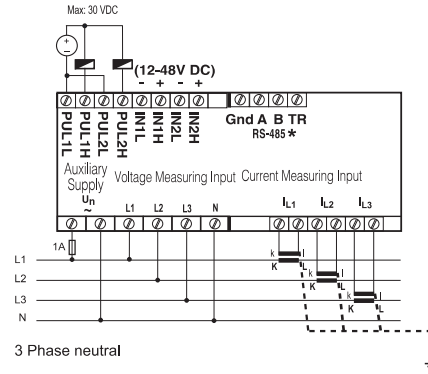 Max: 30 VDC
+
-
(12-48V DC)
- + - +
PUL1L PUL1H PUL2L PUL2H IN1L IN1H IN2L IN2H
Gnd A B TR
RS-485 *
Auxiliary Supply
Voltage Measuring Input
Current Measuring Input
Un
~
L1 L2 L3 N
IL1 IL2 IL3
1A
L1
L2
L3
N
k l
K L
k l
K L
k l
K L
3 Phase neutral